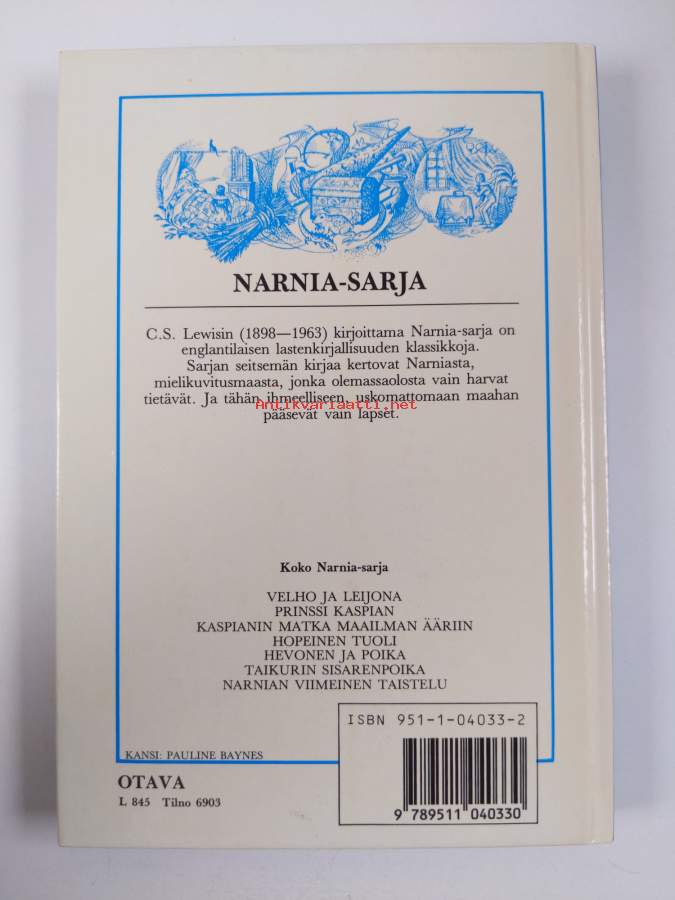 NARNIA-SARJA
C.S. Lewisin (1898—1963) kirjoittama Narnia-sarja on
englantilaisen lastenkirjallisuuden klassikkoja.
Sarjan seitsemän kirjaa kertovat Narniasta,
mielikuvitusmaasta, jonka olemassaolosta vain harvat
tietävät. Ja tähän ihmeelliseen, uskomattomaan maahan
Antikvariaatti.net
pääsevät vain lapset.
Koko Narnia-sarja
VELHO JA LEIJONA
PRINSSI KASPIAN
KASPIANIN MATKA MAAILMAN ÄÄRIIN
HOPEINEN TUOLI
HEVONEN JA POIKA
TAIKURIN SISARENPOIKA
NARNIAN VIIMEINEN TAISTELU
ISBN 951-1-04033-2
KANSI: PAULINE BAYNES
OTAVA
L 845 Tilno 6903
9 789511 040330